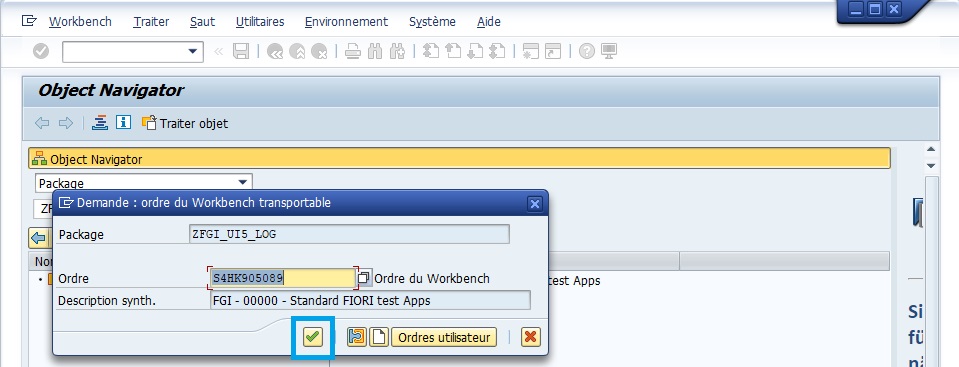 Workbench Traiter Saut Utilitaires Environnement Système Aide
Object Navigator
Traiter objet
Object Navigator
Package
ZF
Demande : ordre du Workbench transportable
Package ZFGI_UI5_LOG
No
Ordre S4HK905089 Ordre du Workbench
test Apps
Description synth. FGI - 00000 - Standard FIORI test Apps
Ordres utilisateur
Si
fü